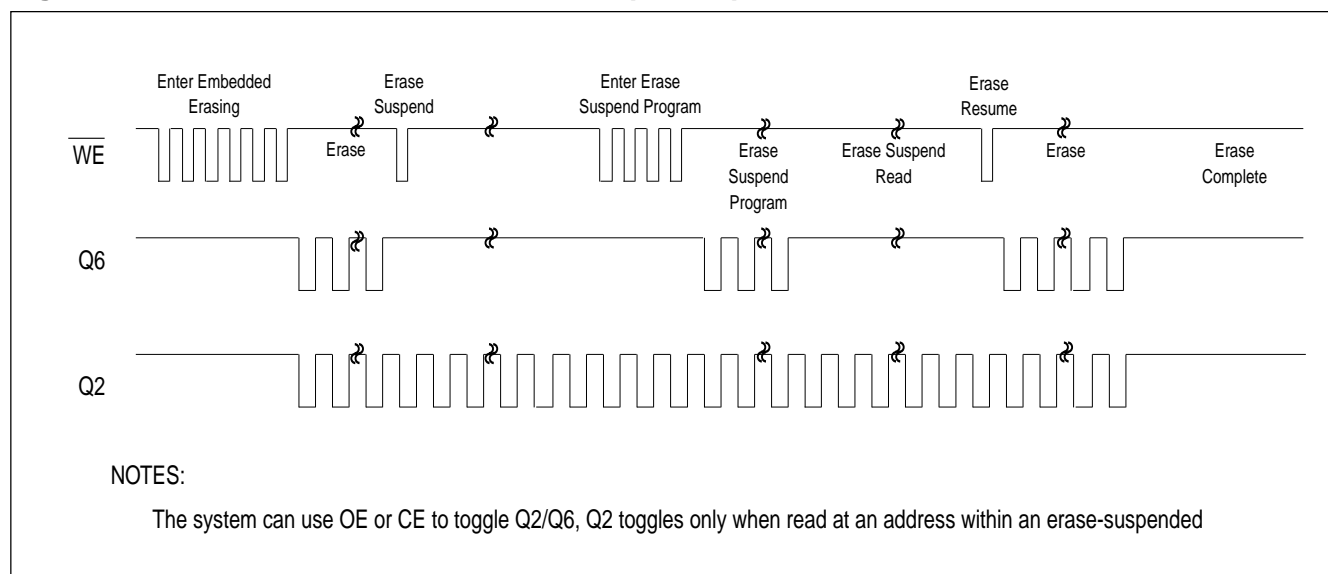 Enter Embedded
Erasing
Erase
Suspend
Enter Erase
Suspend Program
Erase
Resume
WE
Erase
Erase
Suspend
Program
Erase Suspend
Read
Erase
Erase
Complete
Q6
Q2
NOTES:
The system can use OE or CE to toggle Q2/Q6, Q2 toggles only when read at an address within an erase-suspended